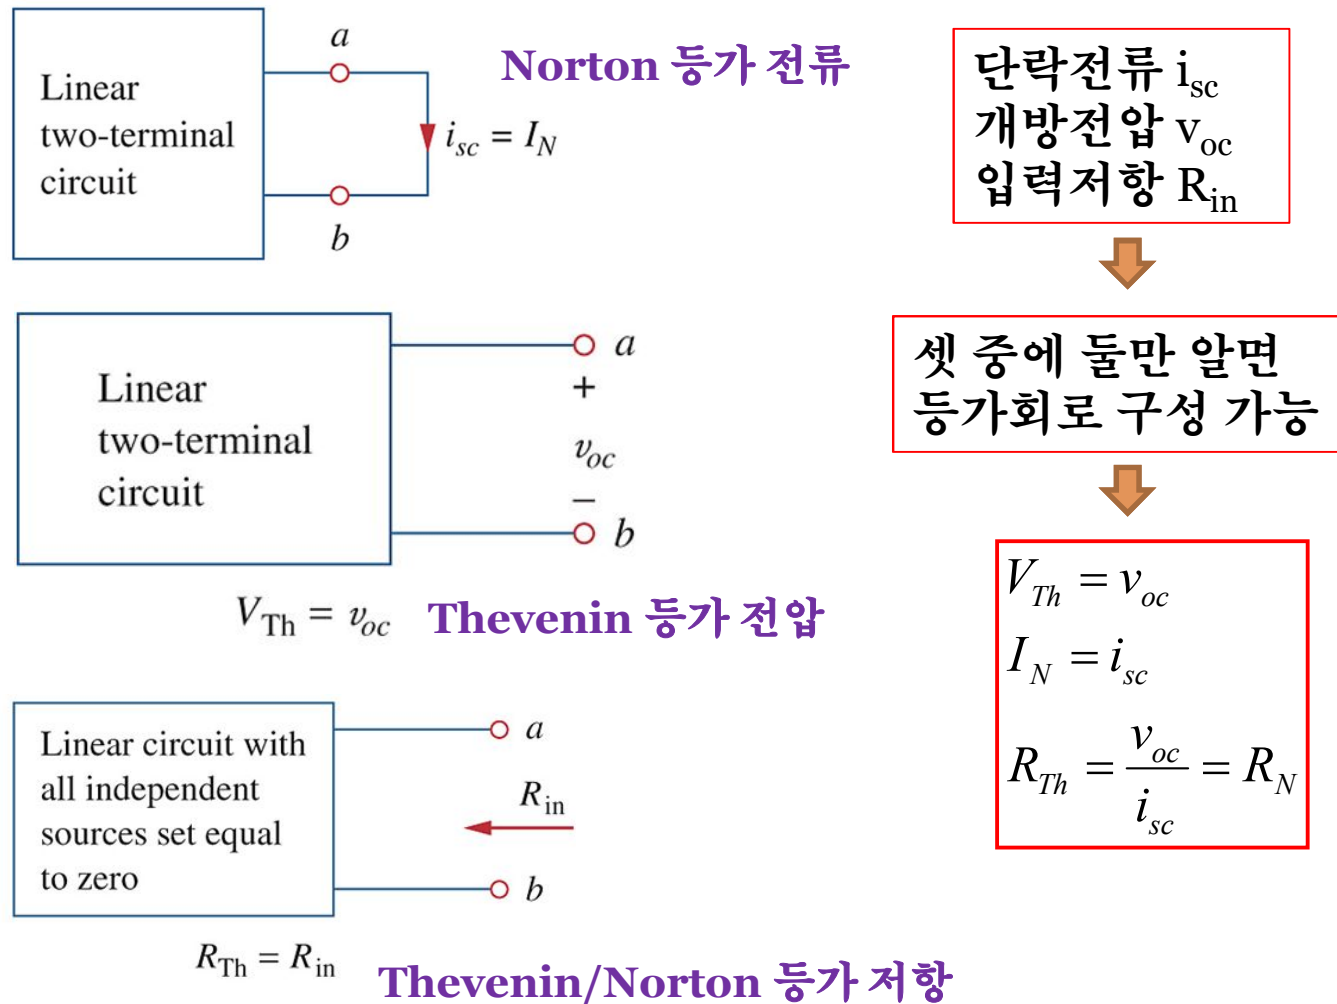 a
Norton 등가 전류
Linear
two-terminal
circuit
i_sc = I_N
b
Linear
two-terminal
circuit
a
+
v_oc
−
b
V_Th = v_oc
Thevenin 등가 전압
Linear circuit with
all independent
sources set equal
to zero
a
R_in
b
R_Th = R_in
Thevenin/Norton 등가 저항
단락전류 i_sc
개방전압 v_oc
입력저항 R_in
셋 중에 둘만 알면
등가회로 구성 가능
V_Th = v_oc
I_N = i_sc
R_Th = v_oc / i_sc = R_N